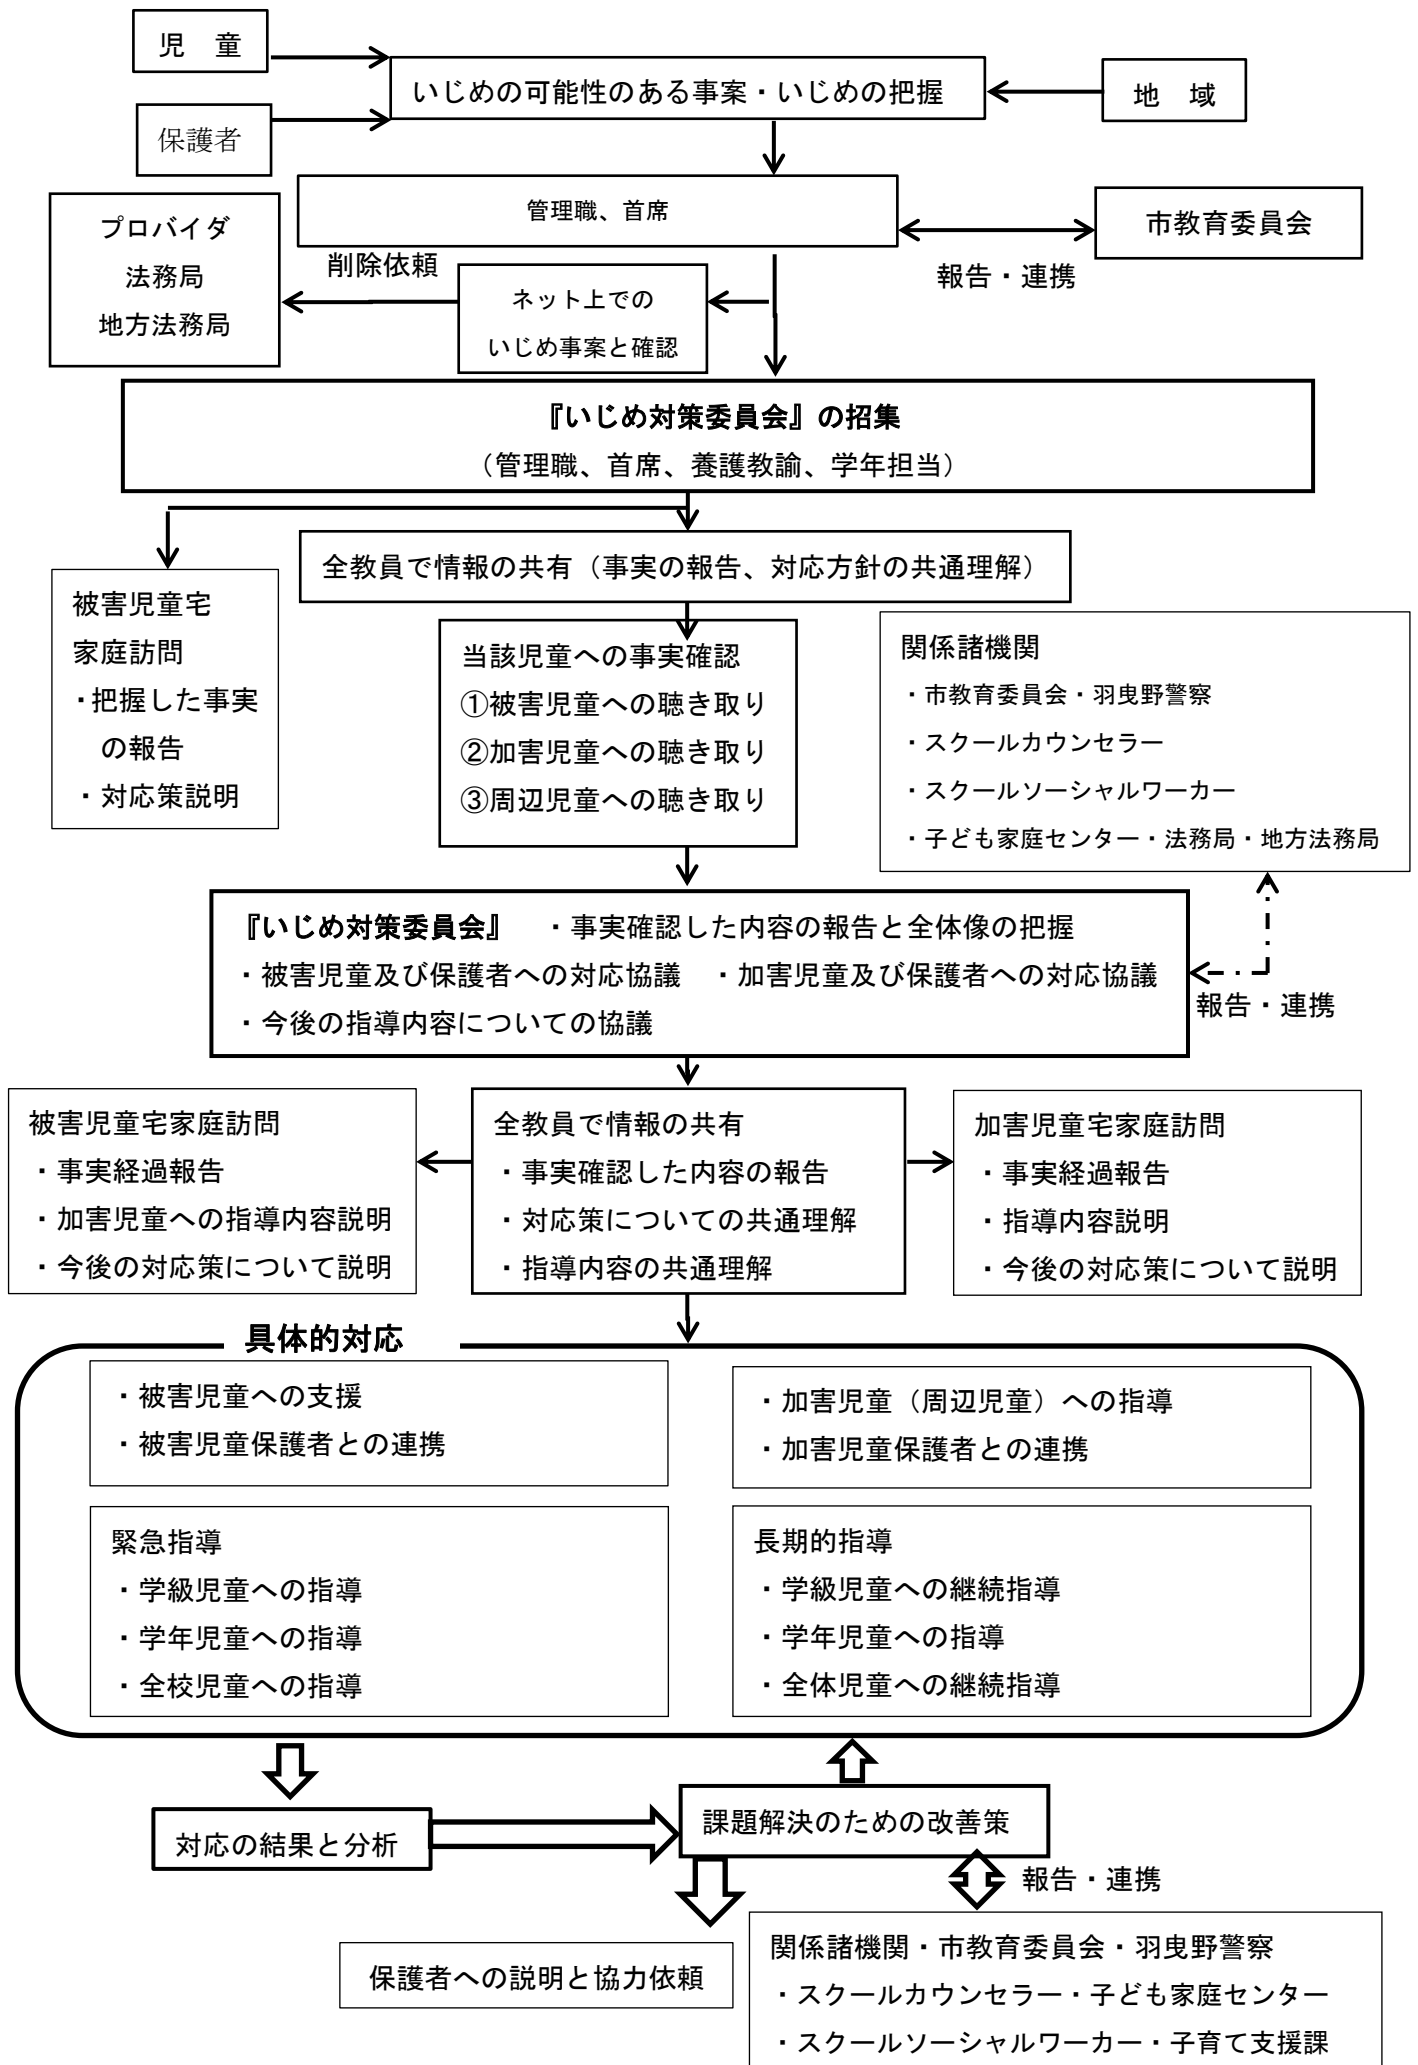 児　童
いじめの可能性のある事案・いじめの把握
地　域
保護者
管理職、首席
プロバイダ
法務局
地方法務局
市教育委員会
削除依頼
報告・連携
ネット上での
いじめ事案と確認
『いじめ対策委員会』の招集
（管理職、首席、養護教諭、学年担当）
全教員で情報の共有（事実の報告、対応方針の共通理解）
被害児童宅
家庭訪問
・把握した事実
の報告
・対応策説明
当該児童への事実確認
①被害児童への聴き取り
②加害児童への聴き取り
③周辺児童への聴き取り
関係諸機関
・市教育委員会・羽曳野警察
・スクールカウンセラー
・スクールソーシャルワーカー
・子ども家庭センター・法務局・地方法務局
『いじめ対策委員会』　・事実確認した内容の報告と全体像の把握
・被害児童及び保護者への対応協議　・加害児童及び保護者への対応協議
・今後の指導内容についての協議
報告・連携
被害児童宅家庭訪問
・事実経過報告
・加害児童への指導内容説明
・今後の対応策について説明
全教員で情報の共有
・事実確認した内容の報告
・対応策についての共通理解
・指導内容の共通理解
加害児童宅家庭訪問
・事実経過報告
・指導内容説明
・今後の対応策について説明
具体的対応
・被害児童への支援
・被害児童保護者との連携
・加害児童（周辺児童）への指導
・加害児童保護者との連携
緊急指導
・学級児童への指導
・学年児童への指導
・全校児童への指導
長期的指導
・学級児童への継続指導
・学年児童への指導
・全体児童への継続指導
対応の結果と分析
課題解決のための改善策
報告・連携
保護者への説明と協力依頼
関係諸機関・市教育委員会・羽曳野警察
・スクールカウンセラー・子ども家庭センター
・スクールソーシャルワーカー・子育て支援課